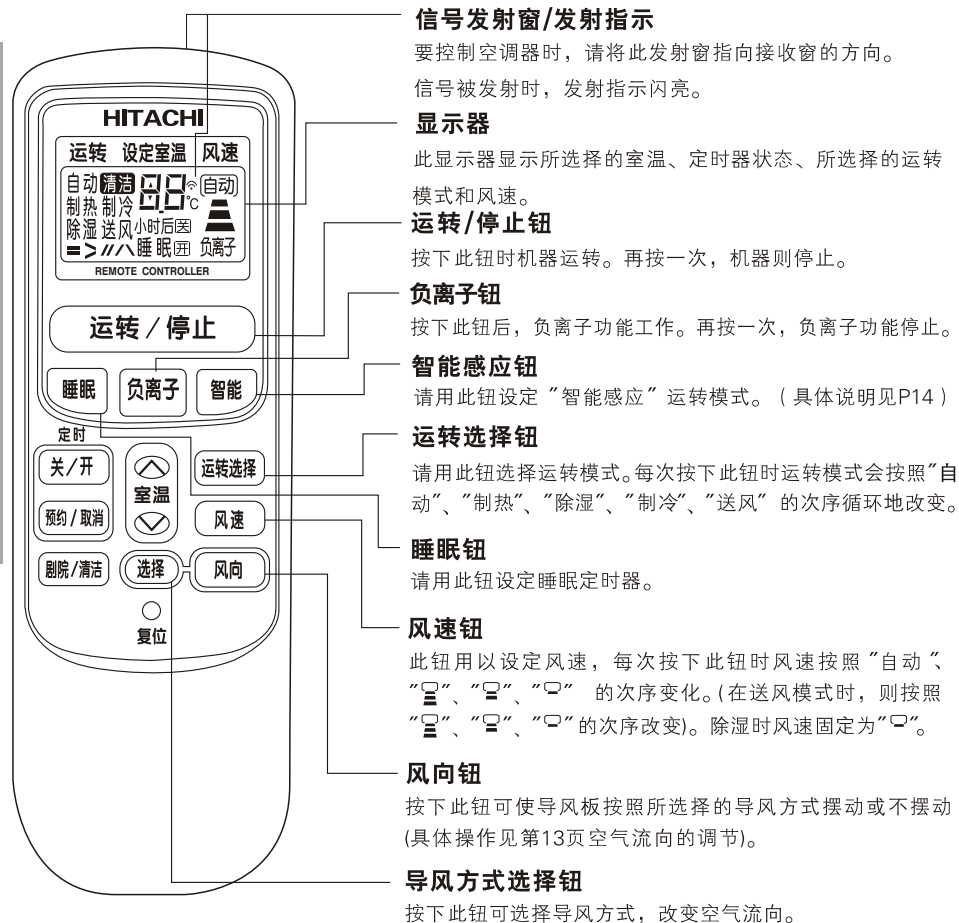 信号发射窗/发射指示
要控制空调器时，请将此发射窗指向接收窗的方向。
信号被发射时，发射指示闪亮。
显示器
此显示器显示所选择的室温、定时器状态、所选择的运转
模式和风速。
运转/停止钮
按下此钮时机器运转。再按一次，机器则停止。
负离子钮
按下此钮后，负离子功能工作。再按一次，负离子功能停止。
智能感应钮
请用此钮设定 ″智能感应″ 运转模式。（具体说明见P14）
运转选择钮
请用此钮选择运转模式。每次按下此钮时运转模式会按照″自
动″、″制热″、″除湿″、″制冷″、″送风″ 的次序循环地改变。
睡眠钮
请用此钮设定睡眠定时器。
风速钮
此钮用以设定风速，每次按下此钮时风速按照 ″自动″、
″ ″、″ ″、″ ″ 的次序变化。(在送风模式时，则按照
″ ″、″ ″、″ ″ 的次序改变)。除湿时风速固定为″ ″。
风向钮
按下此钮可使导风板按照所选择的导风方式摆动或不摆动
(具体操作见第13页空气流向的调节)。
导风方式选择钮
按下此钮可选择导风方式，改变空气流向。
HITACHI
运转 设定室温 风速
自动 清洁 88℃ 自动
制热 制冷
除湿 送风 小时后 关
睡眠 开 负离子
REMOTE CONTROLLER
运转/停止
睡眠 负离子 智能
定时
关/开
运转选择
室温
预约/取消
风速
剧院/清洁 选择 风向
复位